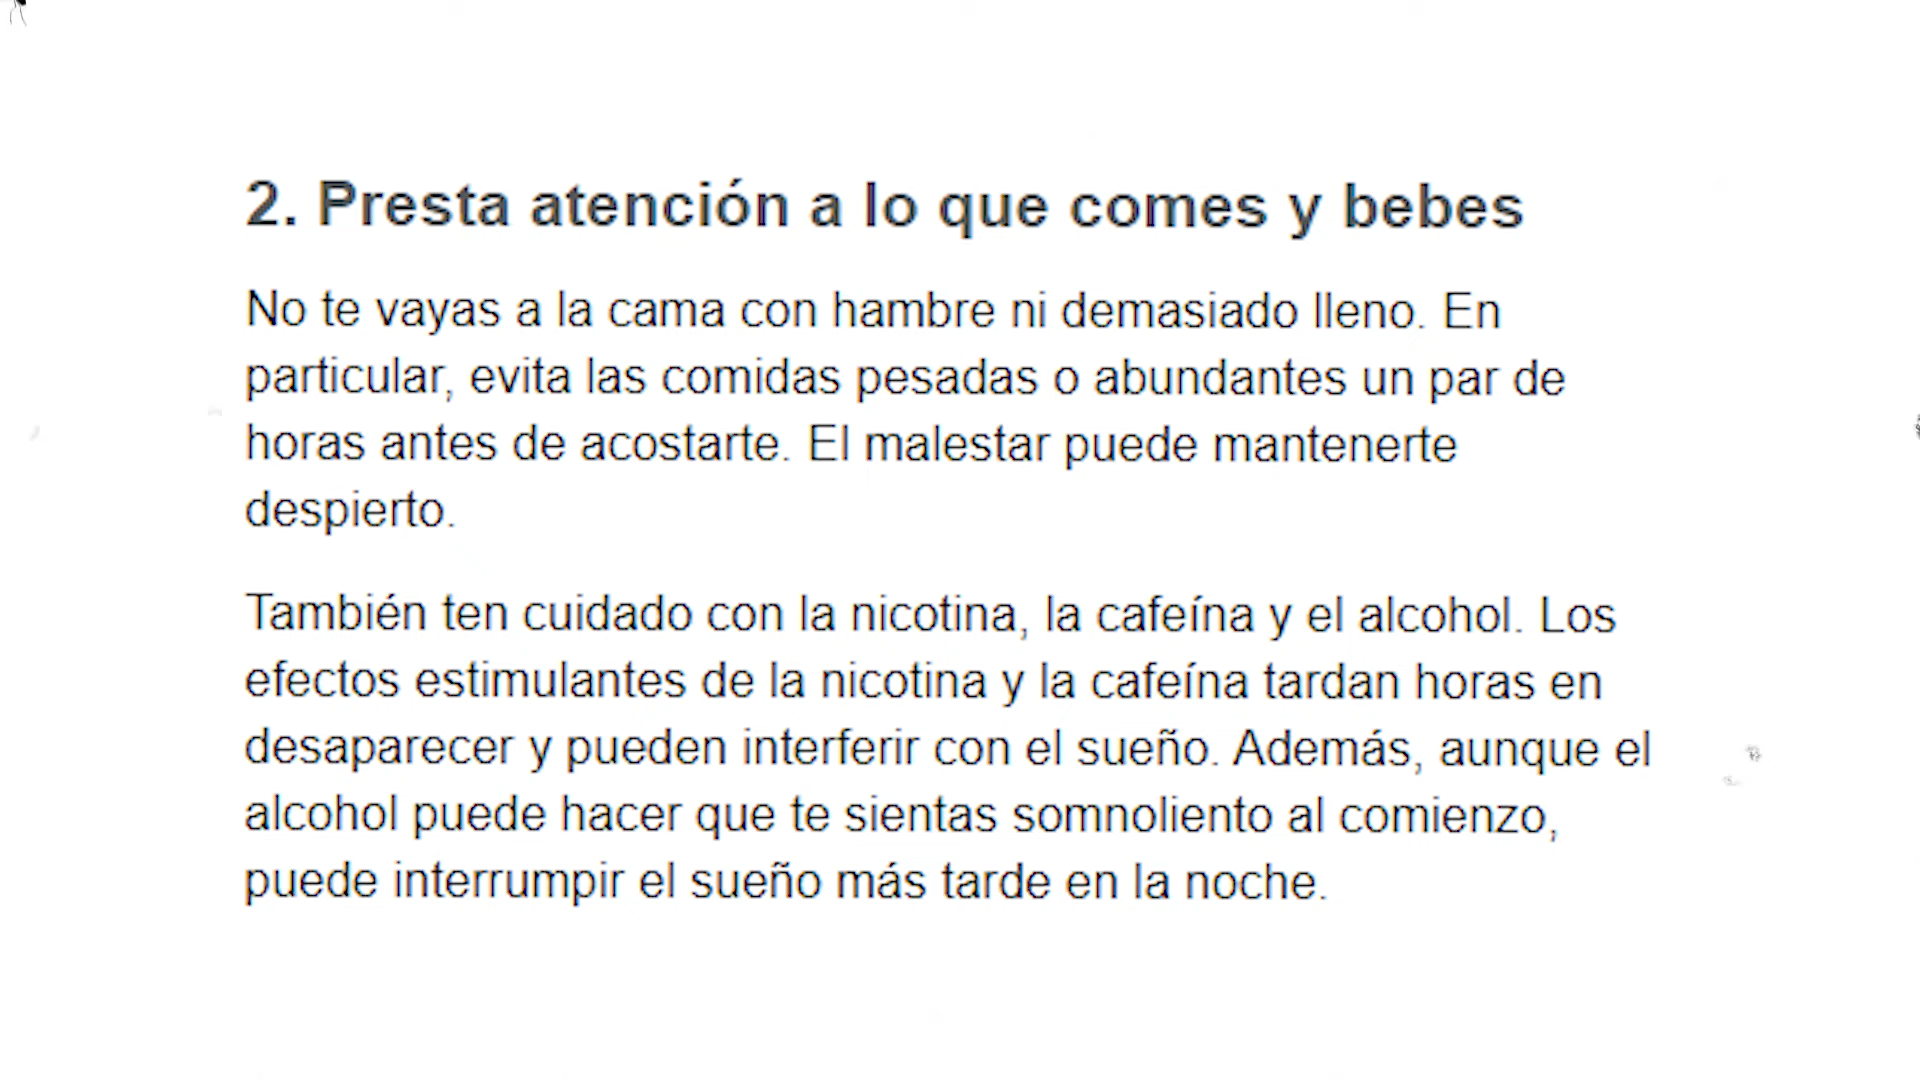 2. Presta atención a lo que comes y bebes
No te vayas a la cama con hambre ni demasiado lleno. En
particular, evita las comidas pesadas o abundantes un par de
horas antes de acostarte. El malestar puede mantenerte
despierto.
También ten cuidado con la nicotina, la cafeína y el alcohol. Los
efectos estimulantes de la nicotina y la cafeína tardan horas en
desaparecer y pueden interferir con el sueño. Además, aunque el
alcohol puede hacer que te sientas somnoliento al comienzo,
puede interrumpir el sueño más tarde en la noche.